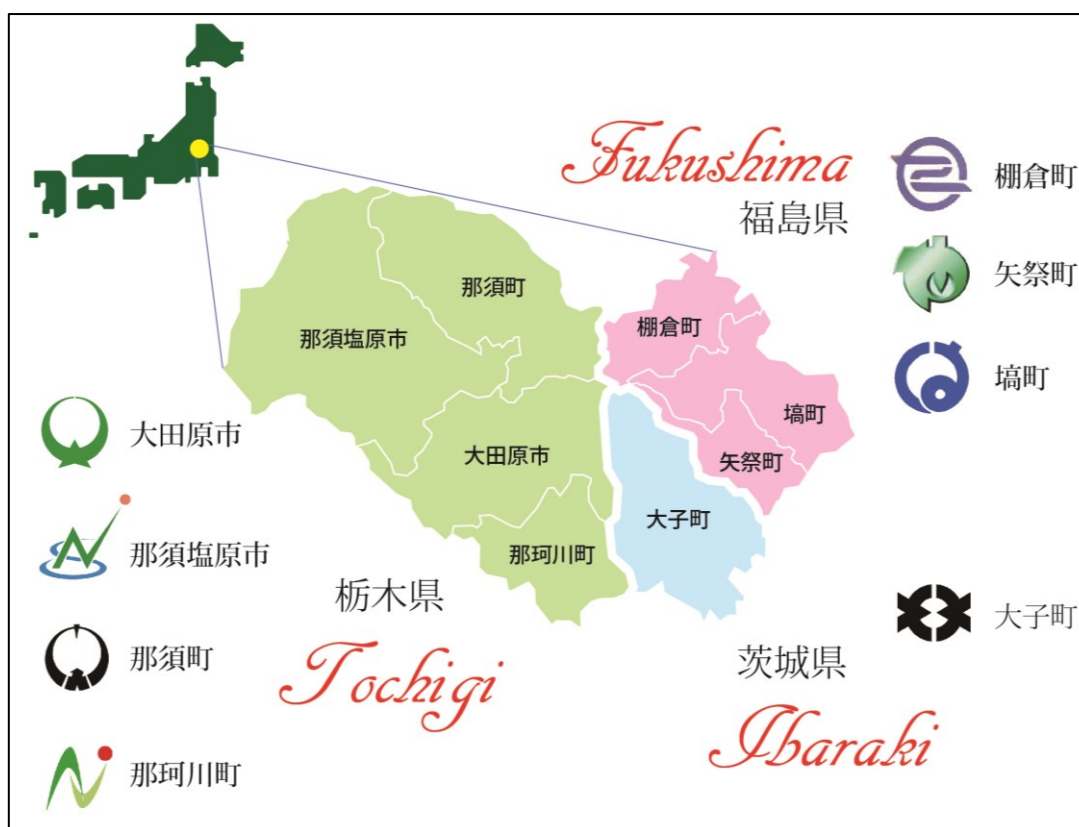 Fukushima
福島県
棚倉町
矢祭町
塙町
那須町
那須塩原市
棚倉町
塙町
大田原市
矢祭町
大子町
那珂川町
大田原市
那須塩原市
那須町
那珂川町
栃木県
Tochigi
茨城県
Ibaraki
大子町